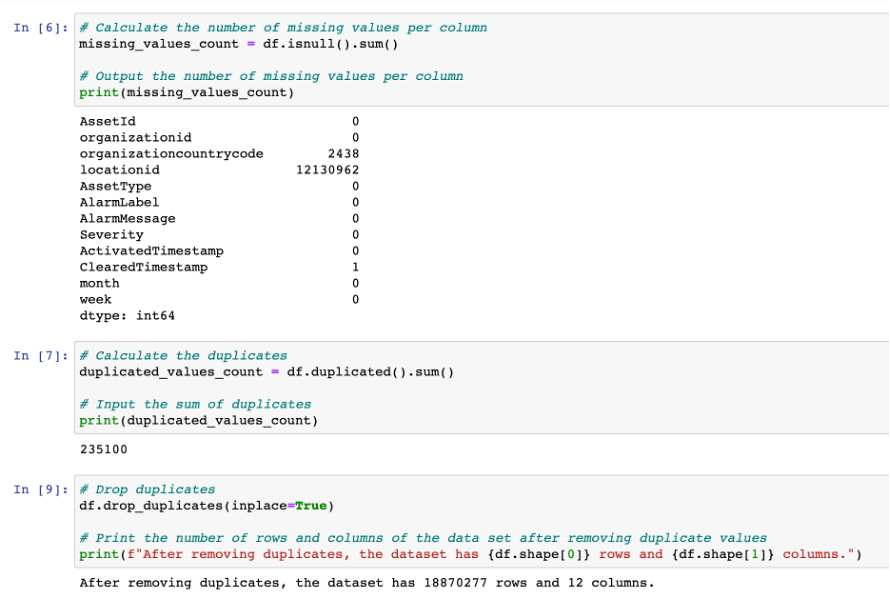 In [6]: # Calculate the number of missing values per column
missing_values_count = df.isnull().sum()
# Output the number of missing values per column
print(missing_values_count)
AssetId 0
organizationid 0
organizationcountrycode 2438
locationid 12130962
AssetType 0
AlarmLabel 0
AlarmMessage 0
Severity 0
ActivatedTimestamp 0
ClearedTimestamp 1
month 0
week 0
dtype: int64
In [7]: # Calculate the duplicates
duplicated_values_count = df.duplicated().sum()
# Input the sum of duplicates
print(duplicated_values_count)
235100
In [9]: # Drop duplicates
df.drop_duplicates(inplace=True)
# Print the number of rows and columns of the data set after removing duplicate values
print(f"After removing duplicates, the dataset has {df.shape[0]} rows and {df.shape[1]} columns.")
After removing duplicates, the dataset has 18870277 rows and 12 columns.